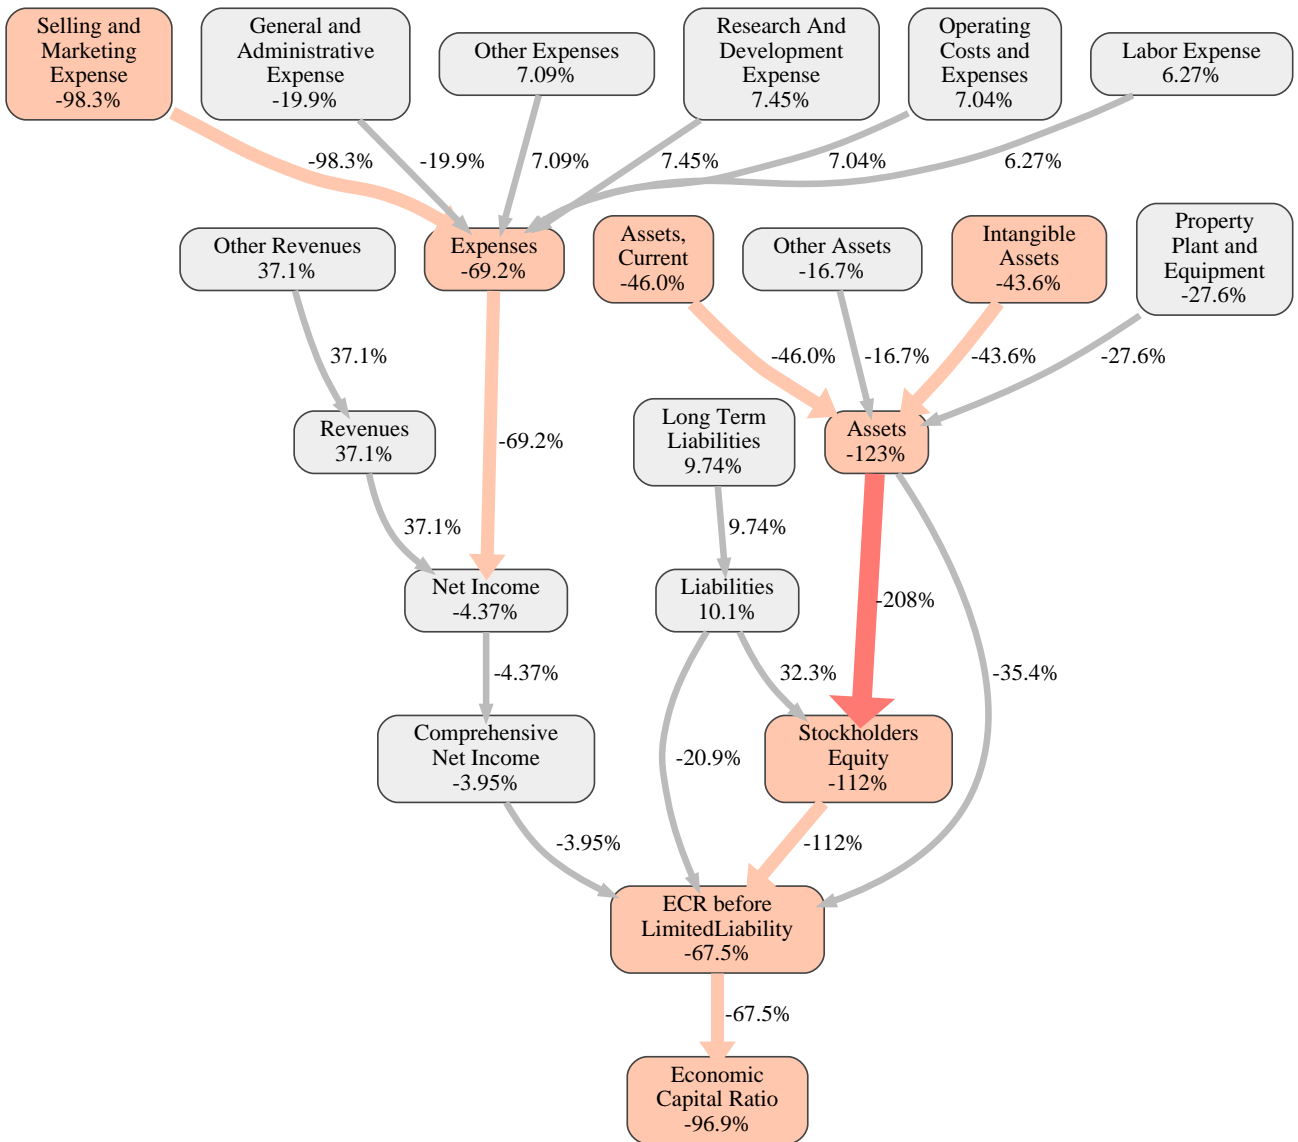 Selling and
Marketing
Expense
-98.3%
General and
Administrative
Expense
-19.9%
Other Expenses
7.09%
Research And
Development
Expense
7.45%
Operating
Costs and
Expenses
7.04%
Labor Expense
6.27%
-98.3%
-19.9%
7.09%
7.45%
7.04%
6.27%
Other Revenues
37.1%
Expenses
-69.2%
Assets,
Current
-46.0%
Other Assets
-16.7%
Intangible
Assets
-43.6%
Property
Plant and
Equipment
-27.6%
37.1%
-46.0%
-16.7%
-43.6%
-27.6%
Revenues
37.1%
-69.2%
Long Term
Liabilities
9.74%
Assets
-123%
37.1%
9.74%
Net Income
-4.37%
Liabilities
10.1%
-208%
-4.37%
32.3%
-35.4%
Comprehensive
Net Income
-3.95%
-20.9%
Stockholders
Equity
-112%
-3.95%
-112%
ECR before
LimitedLiability
-67.5%
-67.5%
Economic
Capital Ratio
-96.9%